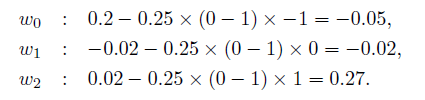 w₀ : 0.2 − 0.25 × (0 − 1) × −1 = −0.05,
w₁ : −0.02 − 0.25 × (0 − 1) × 0 = −0.02,
w₂ : 0.02 − 0.25 × (0 − 1) × 1 = 0.27.